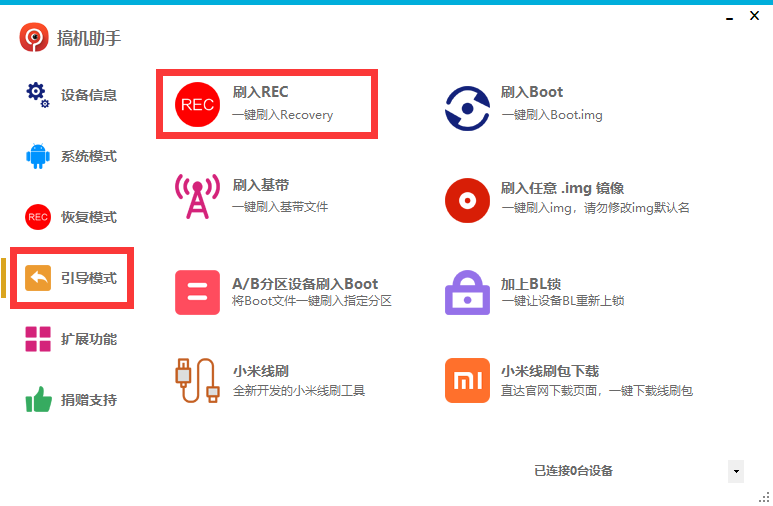 搞机助手
设备信息
系统模式
REC
恢复模式
引导模式
扩展功能
捐赠支持
REC
刷入REC
一键刷入Recovery
刷入Boot
一键刷入Boot.img
刷入基带
一键刷入基带文件
刷入任意 .img 镜像
一键刷入img，请勿修改img默认名
A/B分区设备刷入Boot
将Boot文件一键刷入指定分区
加上BL锁
一键让设备BL重新上锁
小米线刷
全新开发的小米线刷工具
小米线刷包下载
直达官网下载页面，一键下载线刷包
已连接0台设备